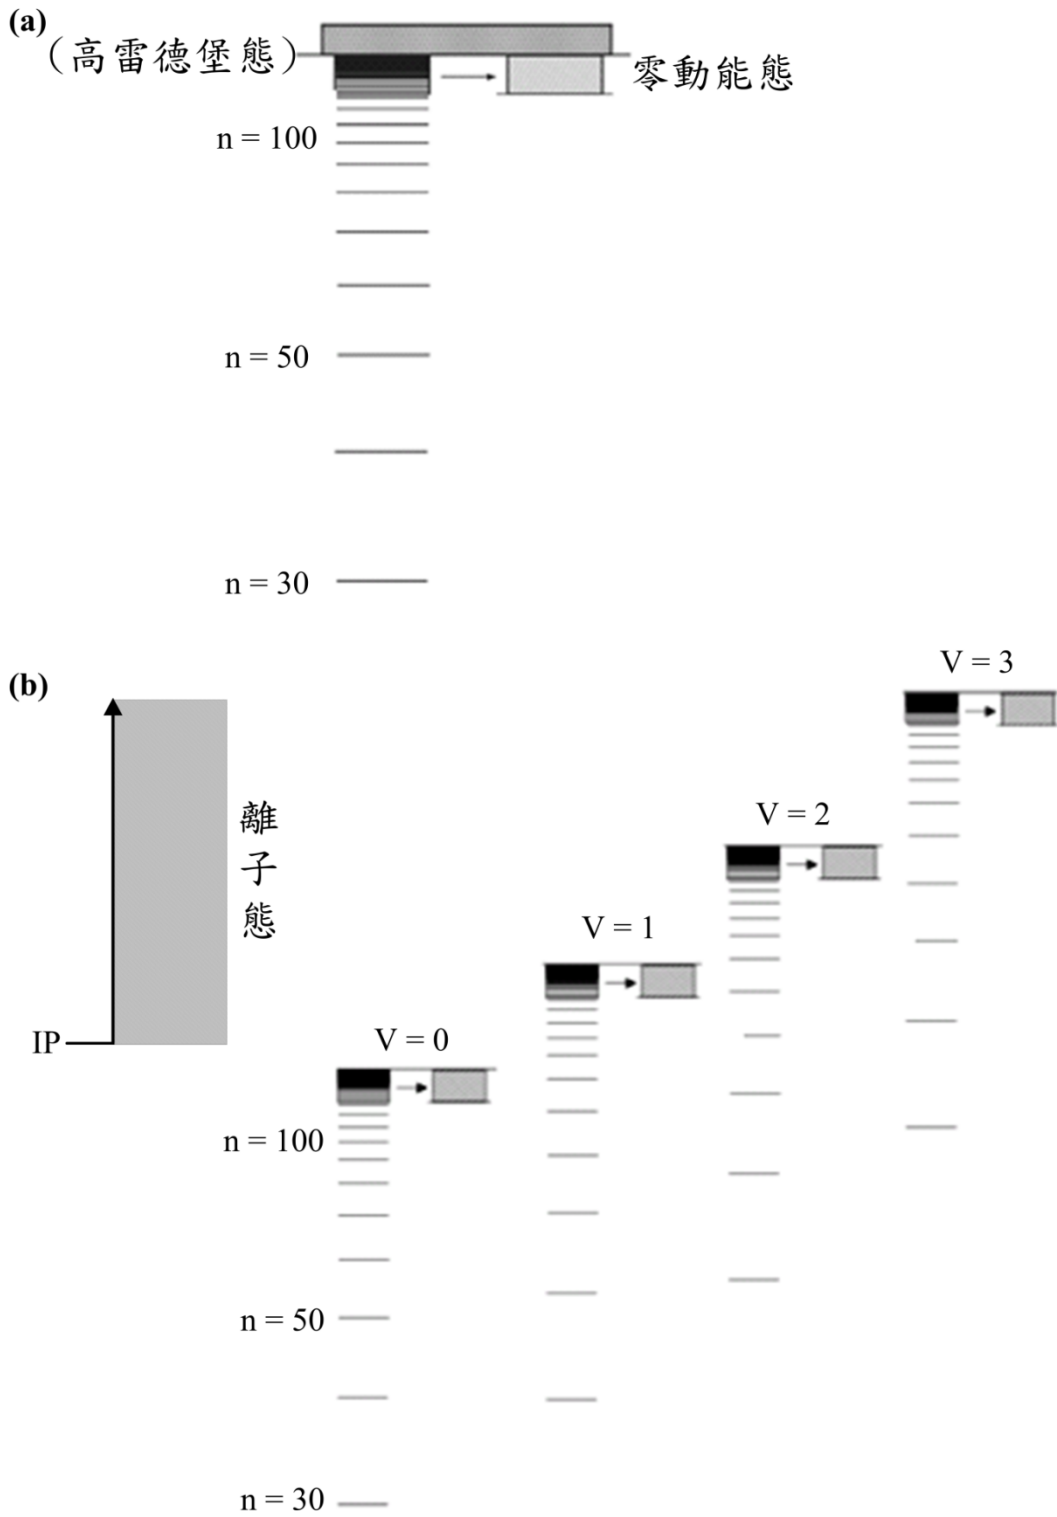 (a)
（高雷德堡態）
零動能態
n = 100
n = 50
n = 30
(b)
V = 3
離子態
V = 2
V = 1
IP
V = 0
n = 100
n = 50
n = 30